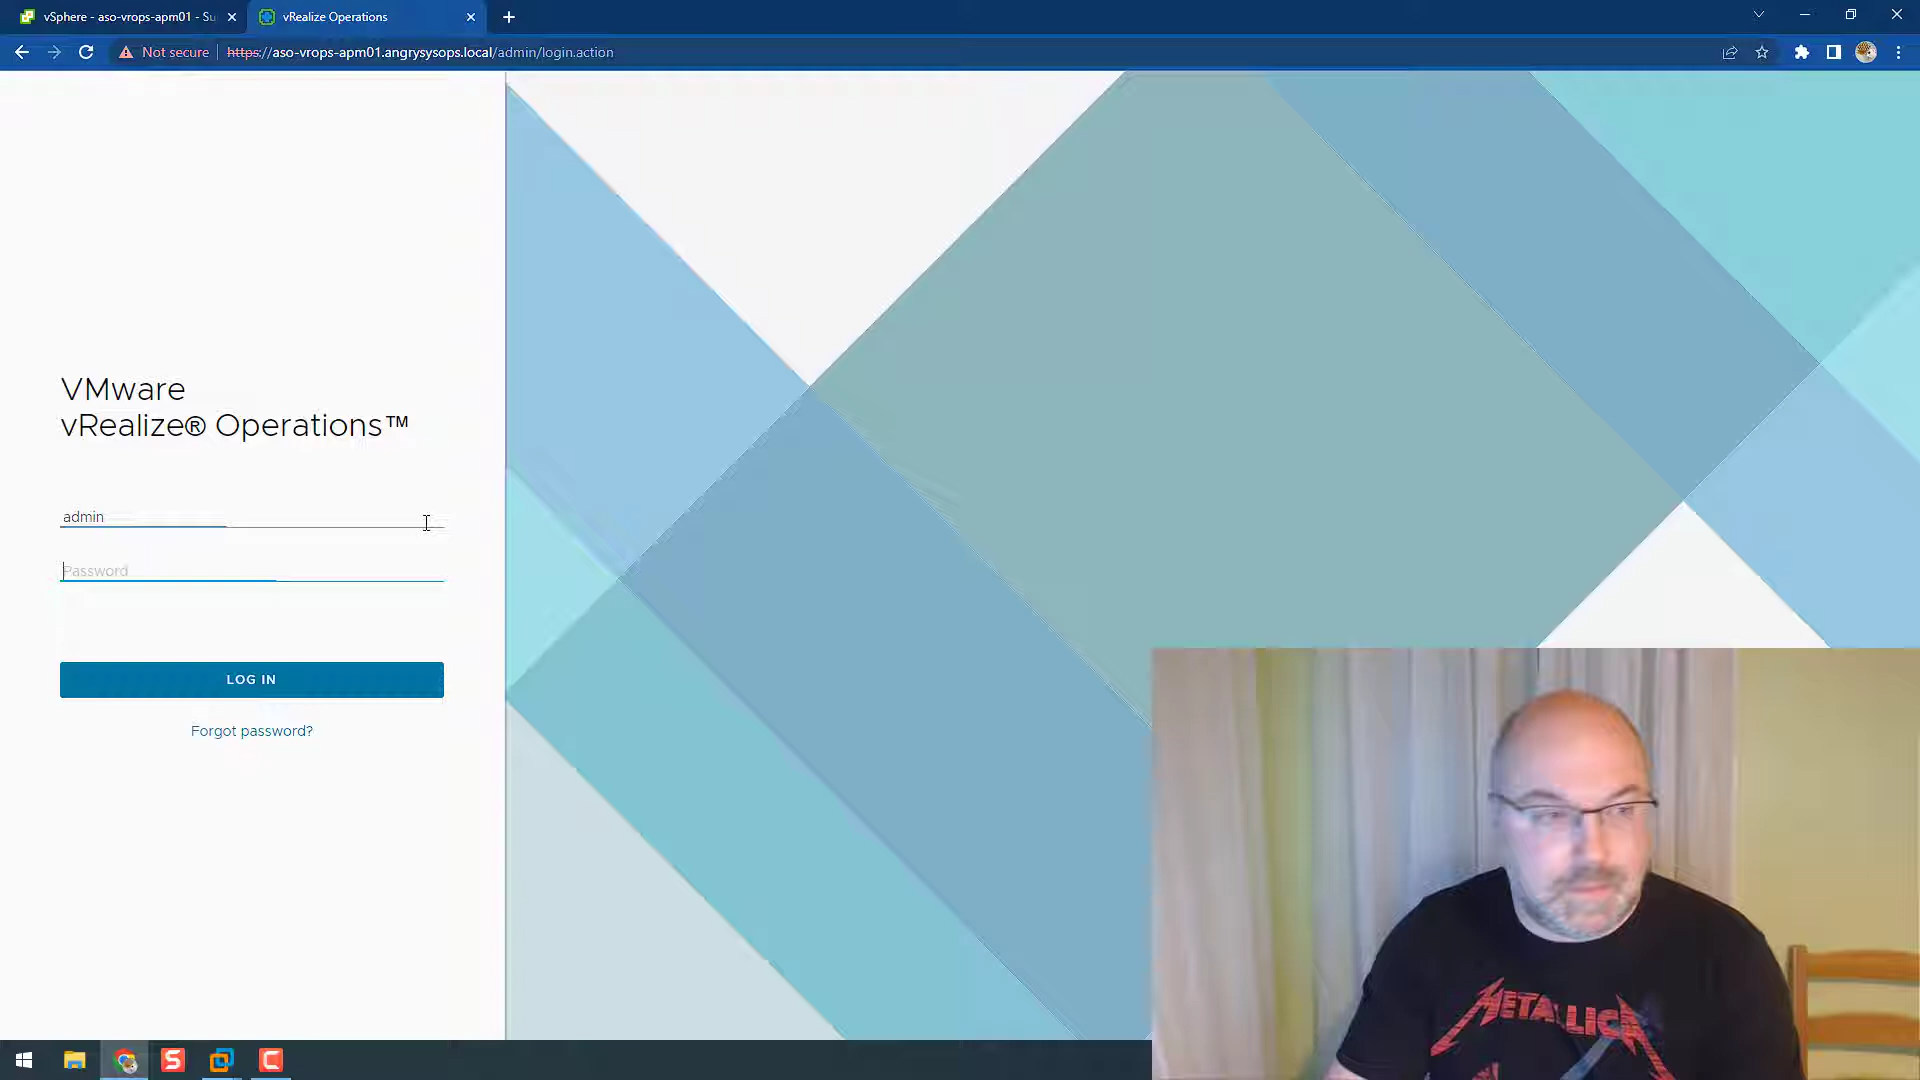 vSphere - aso-vrops-apm01 - Su
vRealize Operations
Not secure
https://aso-vrops-apm01.angrysysops.local/admin/login.action
VMware
vRealize® Operations™
admin
Password
LOG IN
Forgot password?
METALLICA
S
C